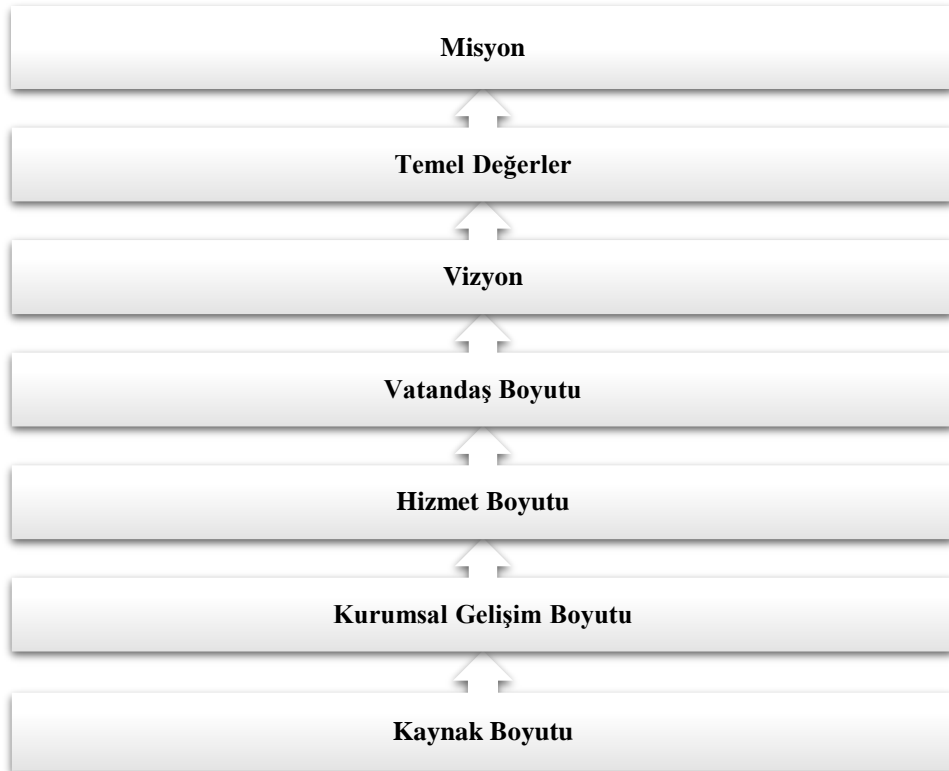 Misyon
Temel Değerler
Vizyon
Vatandaş Boyutu
Hizmet Boyutu
Kurumsal Gelişim Boyutu
Kaynak Boyutu